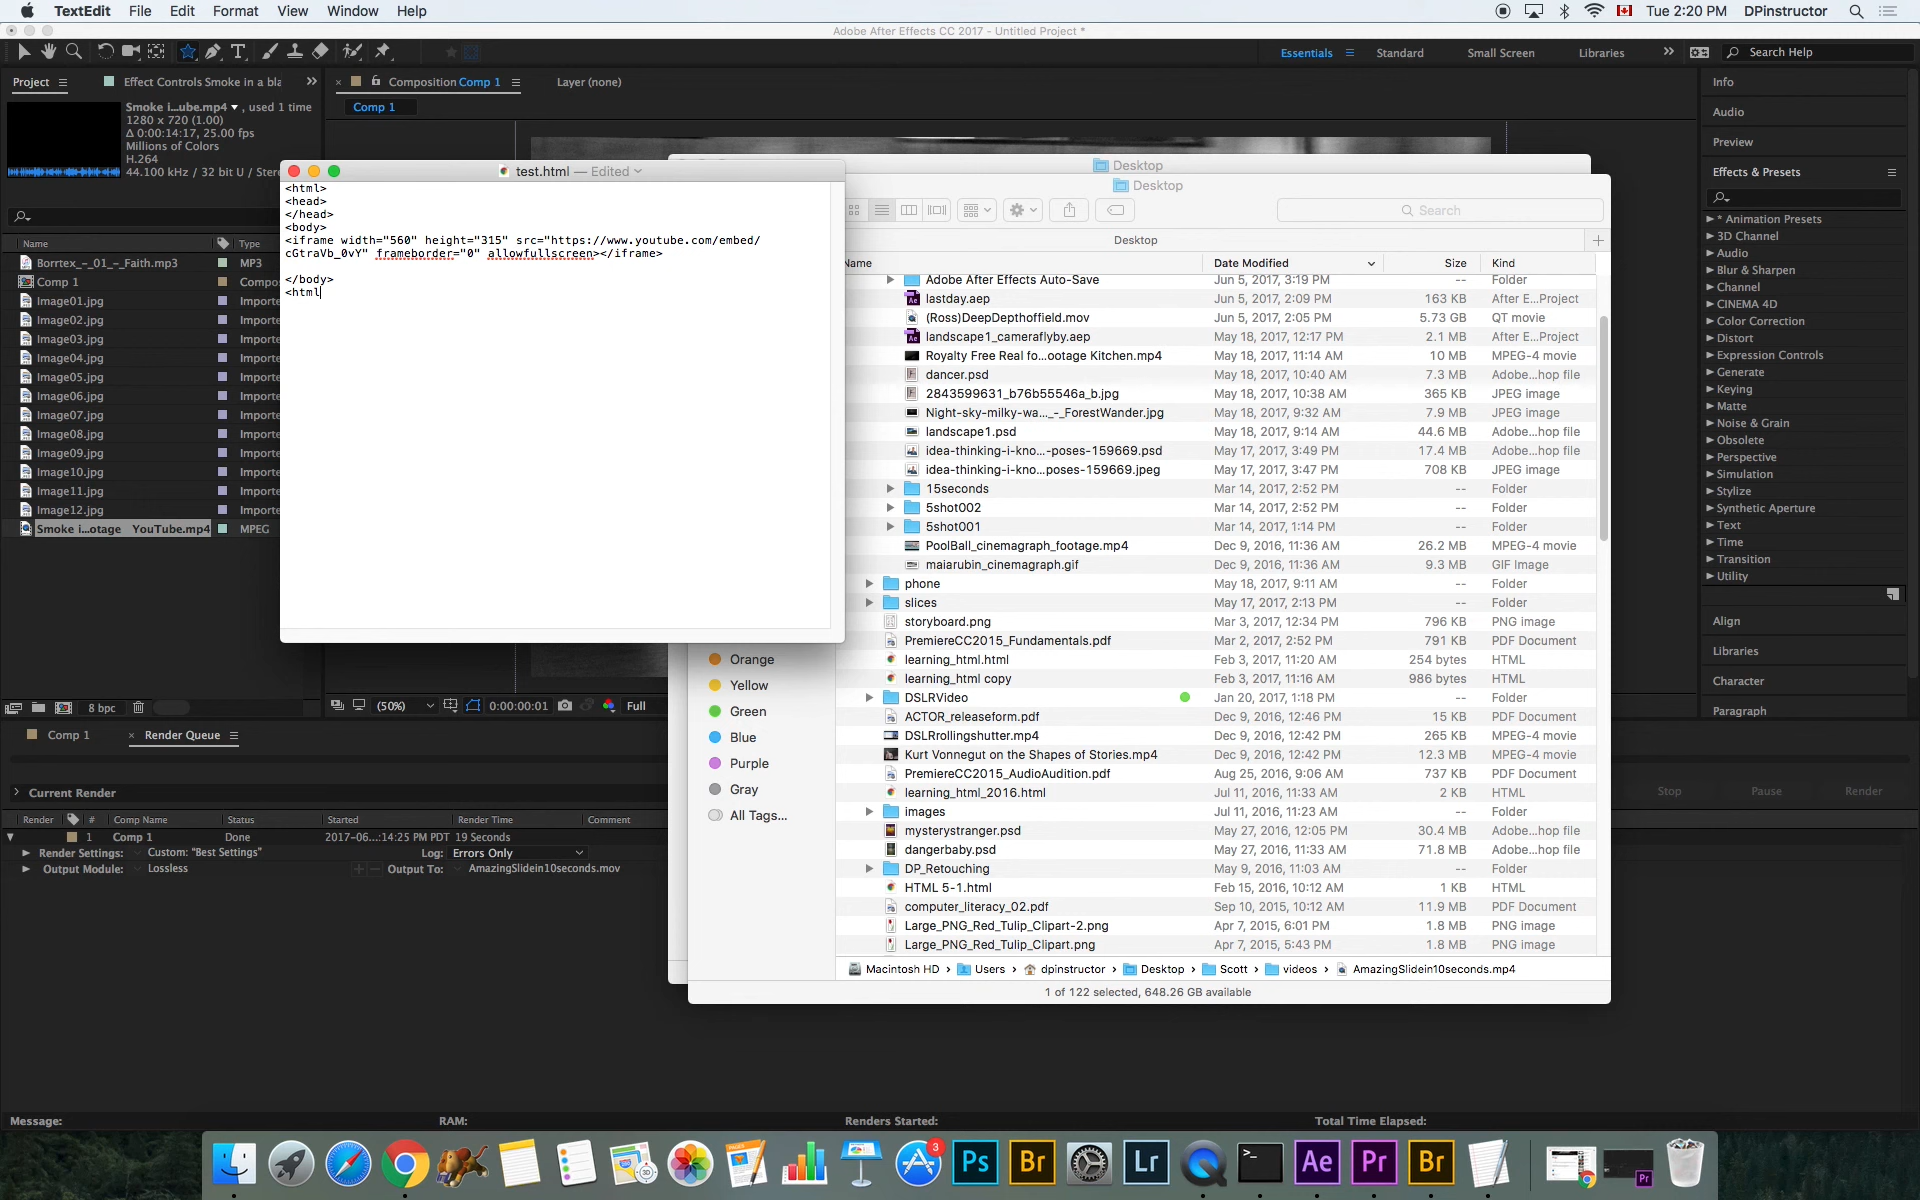 TextEdit File Edit Format View Window Help
Tue 2:20 PM DPinstructor
Adobe After Effects CC 2017 - Untitled Project *
Essentials Standard Small Screen Libraries Search Help
Project Effect Controls Smoke in a bla
Composition Comp 1 Layer (none)
Comp 1
Smoke i...ube.mp4 , used 1 time
1280 x 720 (1.00)
Δ 0:00:14:17, 25.00 fps
Millions of Colors
H.264
44.100 kHz / 32 bit U / Stere
Name Type
Borrtex_-_01_-_Faith.mp3 MP3
Comp 1 Compo
Image01.jpg Importe
Image02.jpg Importe
Image03.jpg Importe
Image04.jpg Importe
Image05.jpg Importe
Image06.jpg Importe
Image07.jpg Importe
Image08.jpg Importe
Image09.jpg Importe
Image10.jpg Importe
Image11.jpg Importe
Image12.jpg Importe
Smoke i...otage YouTube.mp4 MPEG
8 bpc
test.html — Edited
<html>
<head>
</head>
<body>
<iframe width="560" height="315" src="https://www.youtube.com/embed/
cGtraVb_0vY" frameborder="0" allowfullscreen></iframe>
</body>
<html
Desktop
Desktop
Search
Desktop
Name Date Modified Size Kind
Adobe After Effects Auto-Save Jun 5, 2017, 3:19 PM -- Folder
lastday.aep Jun 5, 2017, 2:09 PM 163 KB After E...Project
(Ross)DeepDepthoffield.mov Jun 5, 2017, 2:05 PM 5.73 GB QT movie
landscape1_cameraflyby.aep May 18, 2017, 12:17 PM 2.1 MB After E...Project
Royalty Free Real fo...ootage Kitchen.mp4 May 18, 2017, 11:14 AM 10 MB MPEG-4 movie
dancer.psd May 18, 2017, 10:40 AM 7.3 MB Adobe...hop file
2843599631_b76b55546a_b.jpg May 18, 2017, 10:38 AM 365 KB JPEG image
Night-sky-milky-wa..._-_ForestWander.jpg May 18, 2017, 9:32 AM 7.9 MB JPEG image
landscape1.psd May 18, 2017, 9:14 AM 44.6 MB Adobe...hop file
idea-thinking-i-kno...-poses-159669.psd May 17, 2017, 3:49 PM 17.4 MB Adobe...hop file
idea-thinking-i-kno...poses-159669.jpeg May 17, 2017, 3:47 PM 708 KB JPEG image
15seconds Mar 14, 2017, 2:52 PM -- Folder
5shot002 Mar 14, 2017, 2:52 PM -- Folder
5shot001 Mar 14, 2017, 1:14 PM -- Folder
PoolBall_cinemagraph_footage.mp4 Dec 9, 2016, 11:36 AM 26.2 MB MPEG-4 movie
maiarubin_cinemagraph.gif Dec 9, 2016, 11:36 AM 9.3 MB GIF Image
phone May 18, 2017, 9:11 AM -- Folder
slices May 17, 2017, 2:13 PM -- Folder
storyboard.png Mar 3, 2017, 12:34 PM 796 KB PNG image
PremiereCC2015_Fundamentals.pdf Mar 2, 2017, 2:52 PM 791 KB PDF Document
learning_html.html Feb 3, 2017, 11:20 AM 254 bytes HTML
learning_html copy Feb 3, 2017, 11:16 AM 986 bytes HTML
DSLRVideo Jan 20, 2017, 1:18 PM -- Folder
ACTOR_releaseform.pdf Dec 9, 2016, 12:46 PM 15 KB PDF Document
DSLRrollingshutter.mp4 Dec 9, 2016, 12:42 PM 265 KB MPEG-4 movie
Kurt Vonnegut on the Shapes of Stories.mp4 Dec 9, 2016, 12:42 PM 12.3 MB MPEG-4 movie
PremiereCC2015_AudioAudition.pdf Aug 25, 2016, 9:06 AM 737 KB PDF Document
learning_html_2016.html Jul 11, 2016, 11:33 AM 2 KB HTML
images Jul 11, 2016, 11:23 AM -- Folder
mysterystranger.psd May 27, 2016, 12:05 PM 30.4 MB Adobe...hop file
dangerbaby.psd May 27, 2016, 11:33 AM 71.8 MB Adobe...hop file
DP_Retouching May 9, 2016, 11:03 AM -- Folder
HTML 5-1.html Feb 15, 2016, 10:12 AM 1 KB HTML
computer_literacy_02.pdf Sep 10, 2015, 10:12 AM 11.9 MB PDF Document
Large_PNG_Red_Tulip_Clipart-2.png Apr 7, 2015, 6:01 PM 1.8 MB PNG image
Large_PNG_Red_Tulip_Clipart.png Apr 7, 2015, 5:43 PM 1.8 MB PNG image
Orange
Yellow
Green
Blue
Purple
Gray
All Tags...
Macintosh HD › Users › dpinstructor › Desktop › Scott › videos › AmazingSlidein10seconds.mp4
1 of 122 selected, 648.26 GB available
Info
Audio
Preview
Effects & Presets
* Animation Presets
3D Channel
Audio
Blur & Sharpen
Channel
CINEMA 4D
Color Correction
Distort
Expression Controls
Generate
Keying
Matte
Noise & Grain
Obsolete
Perspective
Simulation
Stylize
Synthetic Aperture
Text
Time
Transition
Utility
Align
Libraries
Character
Paragraph
(50%) 0:00:00:01 Full
Comp 1 Render Queue
Current Render
Stop Pause Render
Render # Comp Name Status Started Render Time Comment
1 Comp 1 Done 2017-06...:14:25 PM PDT 19 Seconds
Render Settings: Custom: "Best Settings" Log: Errors Only
Output Module: Lossless Output To: AmazingSlidein10seconds.mov
Message: RAM: Renders Started: Total Time Elapsed:
3 Ps Br Lr >_ Ae Pr Br Pr